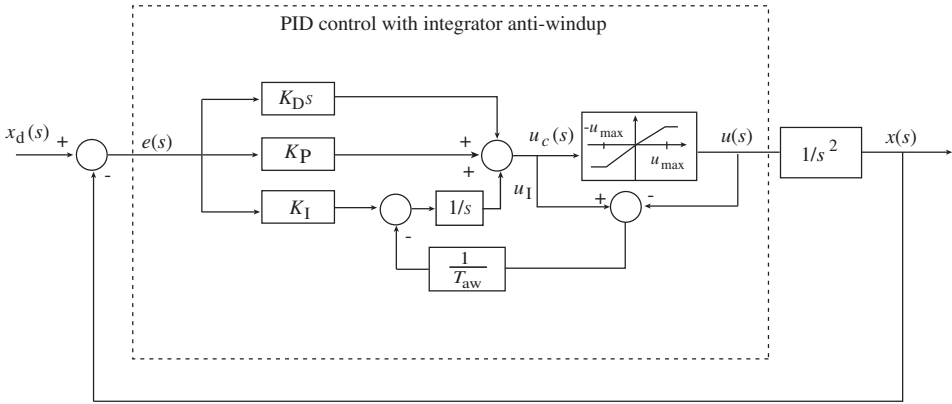 PID control with integrator anti-windup
K_D s
x_d(s)
+
-
e(s)
K_P
+
+
u_c(s)
-u_max
u_max
u(s)
1/s^2
x(s)
K_I
-
1/s
u_I
+
-
1
T_aw